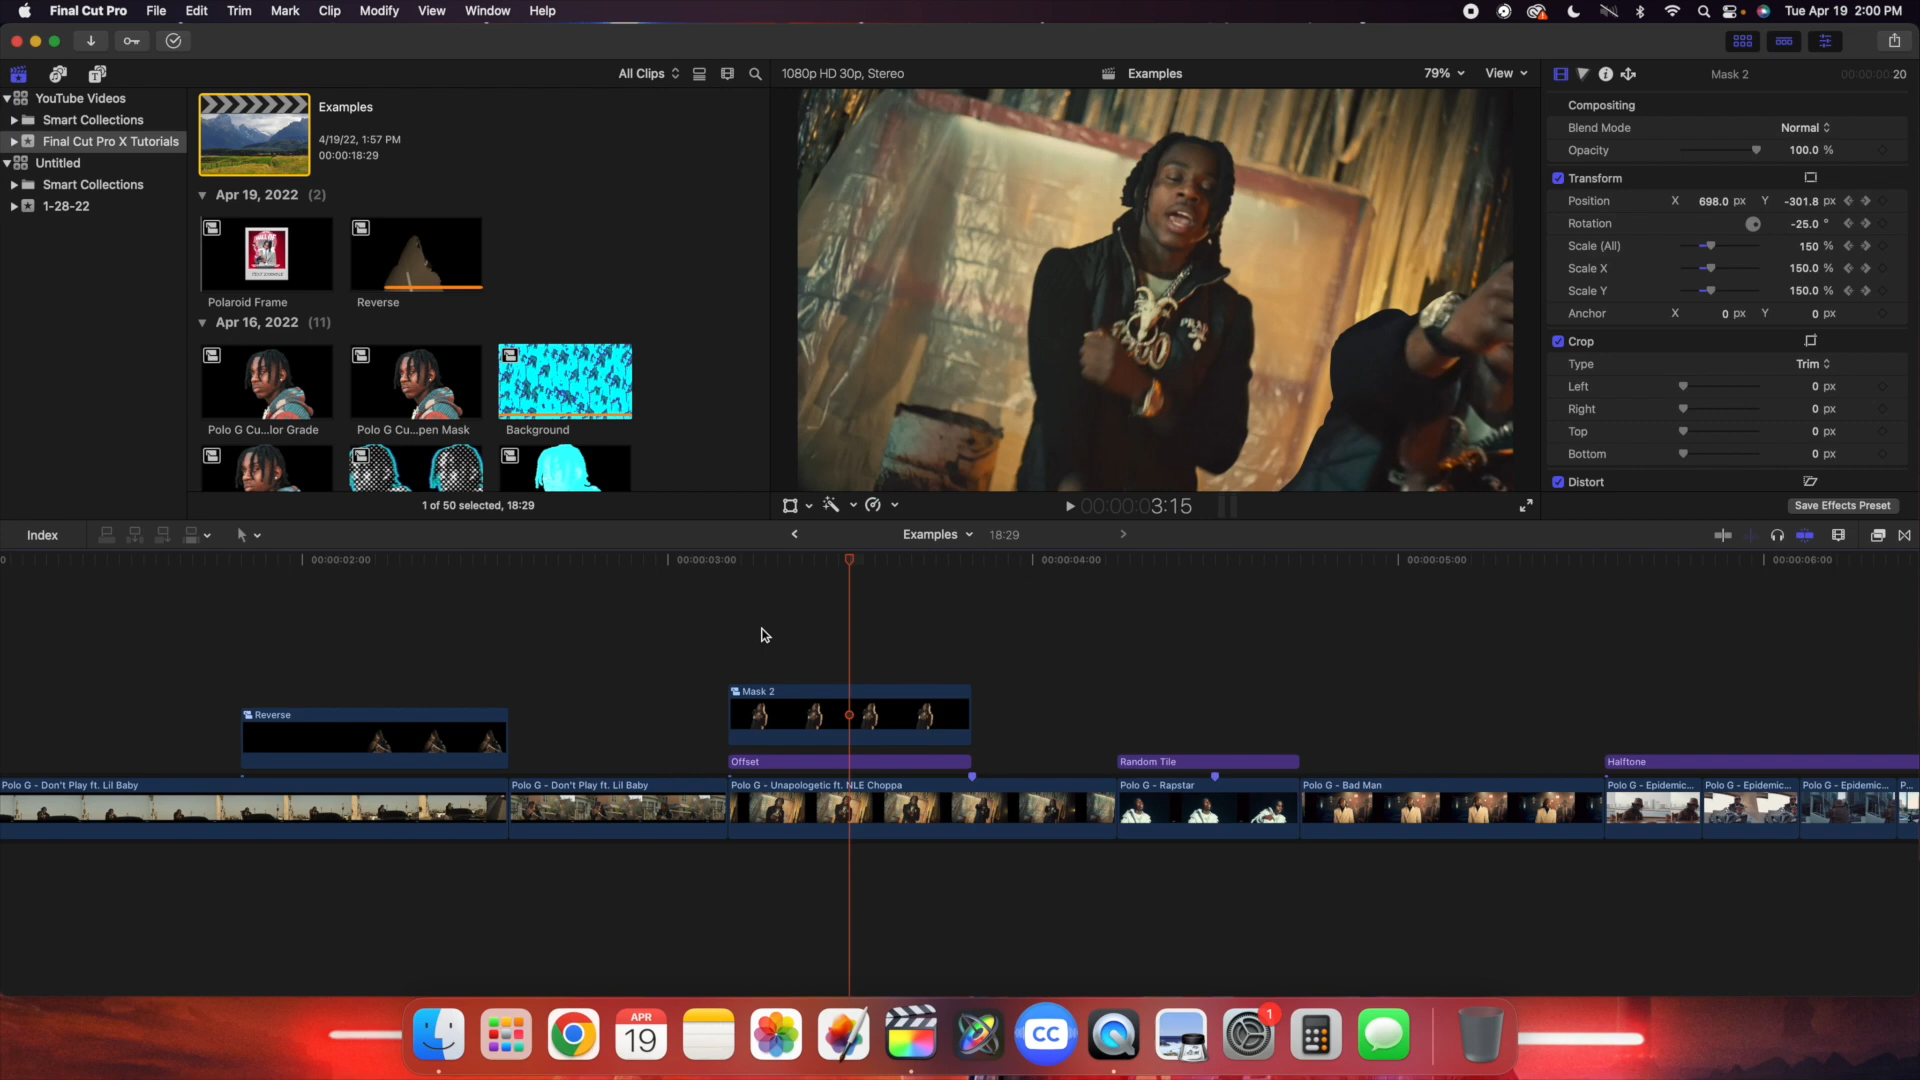 Final Cut Pro File Edit Trim Mark Clip Modify View Window Help
Tue Apr 19 2:00 PM
All Clips
1080p HD 30p, Stereo
Examples
79%
View
Mask 2
00:00:00:20
YouTube Videos
Smart Collections
Final Cut Pro X Tutorials
Untitled
Smart Collections
1-28-22
Examples
4/19/22, 1:57 PM
00:00:18:29
Apr 19, 2022 (2)
Polaroid Frame
Reverse
Apr 16, 2022 (11)
Polo G Cu...lor Grade
Polo G Cu...pen Mask
Background
1 of 50 selected, 18:29
00:00:03:15
Compositing
Blend Mode Normal
Opacity 100.0 %
Transform
Position X 698.0 px Y -301.8 px
Rotation -25.0 °
Scale (All) 150 %
Scale X 150.0 %
Scale Y 150.0 %
Anchor X 0 px Y 0 px
Crop
Type Trim
Left 0 px
Right 0 px
Top 0 px
Bottom 0 px
Distort
Save Effects Preset
Index
Examples 18:29
00:00:02:00
00:00:03:00
00:00:04:00
00:00:05:00
00:00:06:00
Mask 2
Reverse
Offset
Random Tile
Halftone
Polo G - Don't Play ft. Lil Baby
Polo G - Don't Play ft. Lil Baby
Polo G - Unapologetic ft. NLE Choppa
Polo G - Rapstar
Polo G - Bad Man
Polo G - Epidemic...
Polo G - Epidemic...
Polo G - Epidemic...
P...
APR
19
CC
1